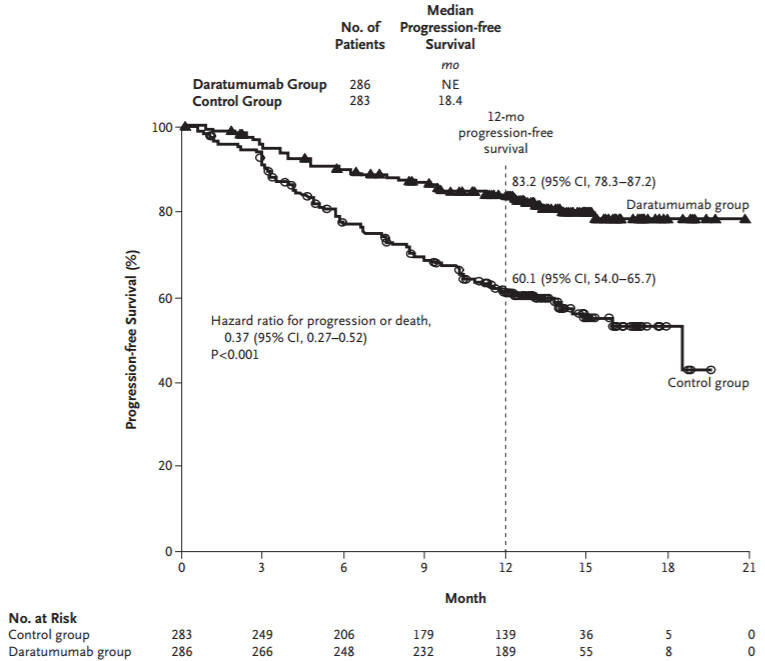 Median
No. of Progression-free
Patients Survival
mo
Daratumumab Group 286 NE
Control Group 283 18.4
12-mo
progression-free
survival
100
83.2 (95% CI, 78.3–87.2)
Daratumumab group
80
60.1 (95% CI, 54.0–65.7)
60
Hazard ratio for progression or death,
0.37 (95% CI, 0.27–0.52)
P<0.001
Control group
40
20
0
Progression-free Survival (%)
0 3 6 9 12 15 18 21
Month
No. at Risk
Control group 283 249 206 179 139 36 5 0
Daratumumab group 286 266 248 232 189 55 8 0